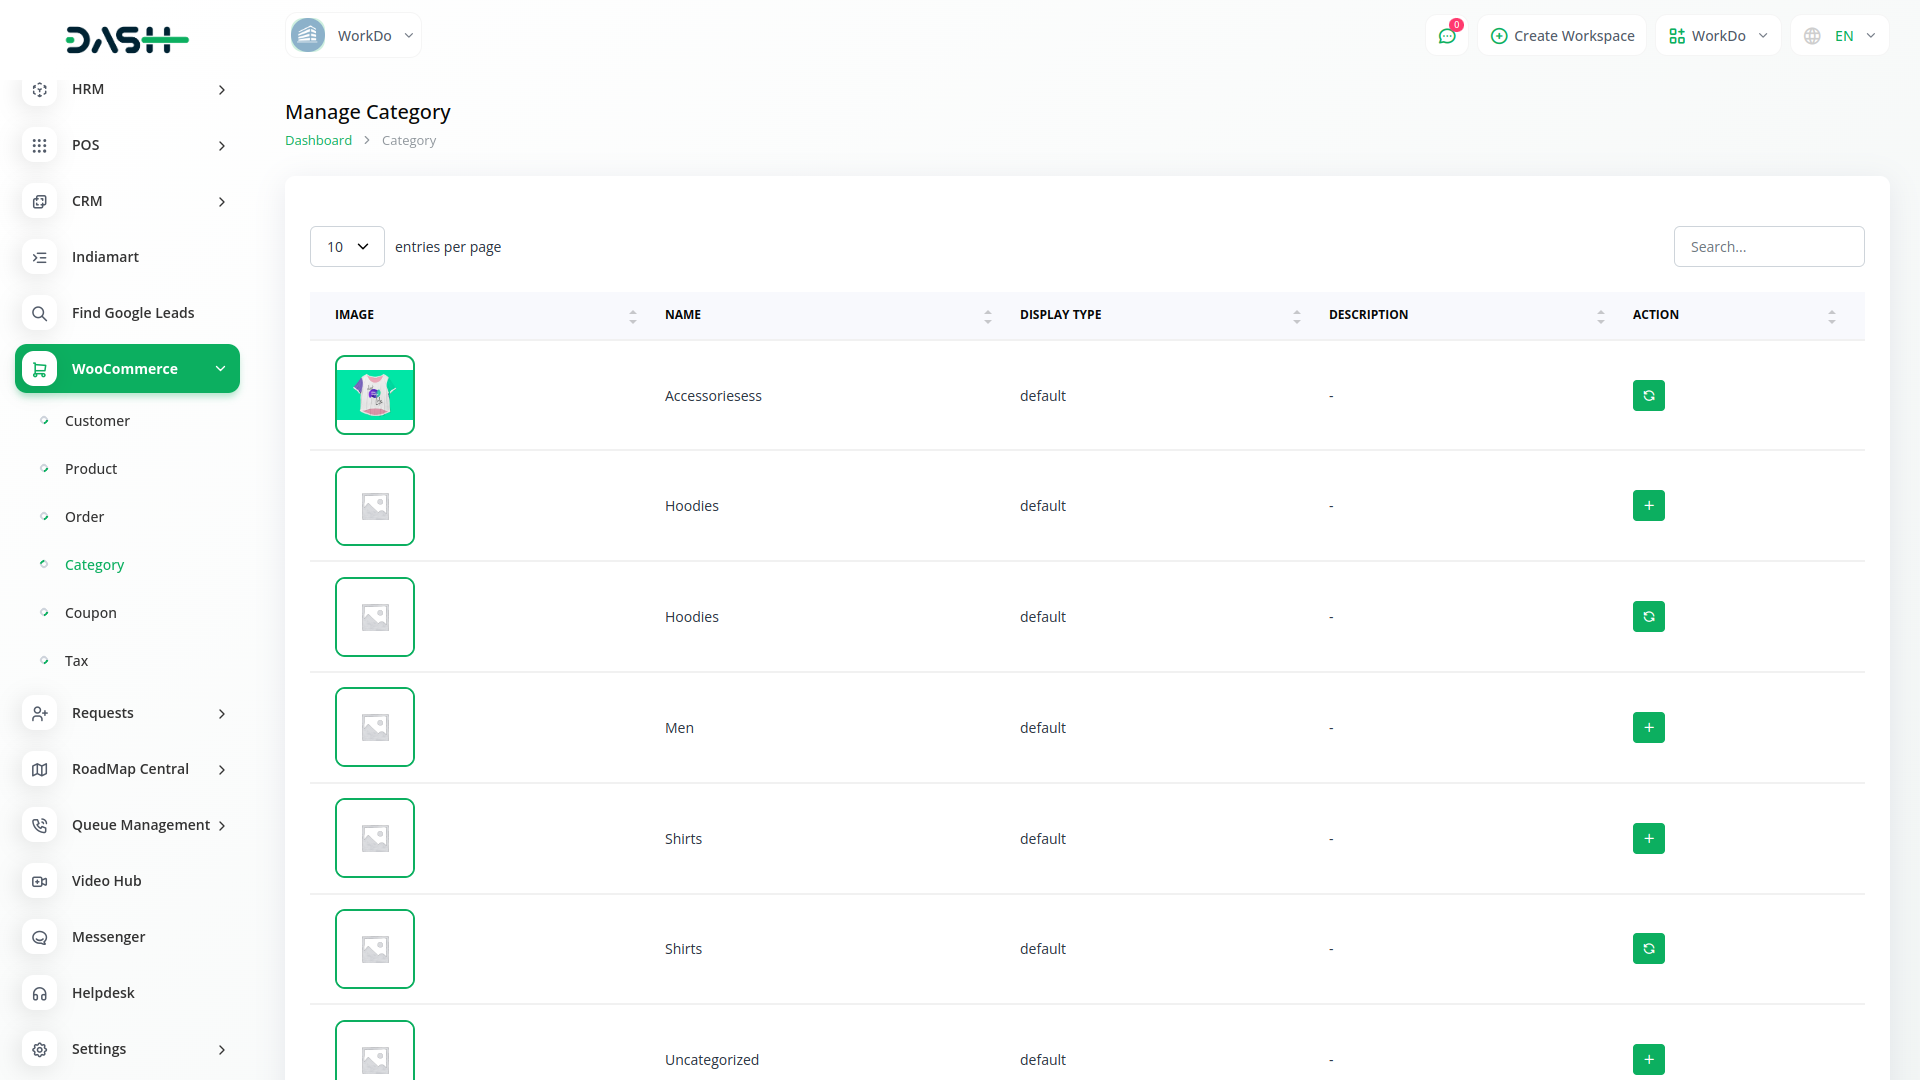 DASH
WorkDo
0
Create Workspace
WorkDo
EN
HRM
POS
CRM
Indiamart
Find Google Leads
WooCommerce
Customer
Product
Order
Category
Coupon
Tax
Requests
RoadMap Central
Queue Management
Video Hub
Messenger
Helpdesk
Settings
Manage Category
Dashboard > Category
10 entries per page
Search...
IMAGE NAME DISPLAY TYPE DESCRIPTION ACTION
Accessoriesess default -
Hoodies default -
Hoodies default -
Men default -
Shirts default -
Shirts default -
Uncategorized default -